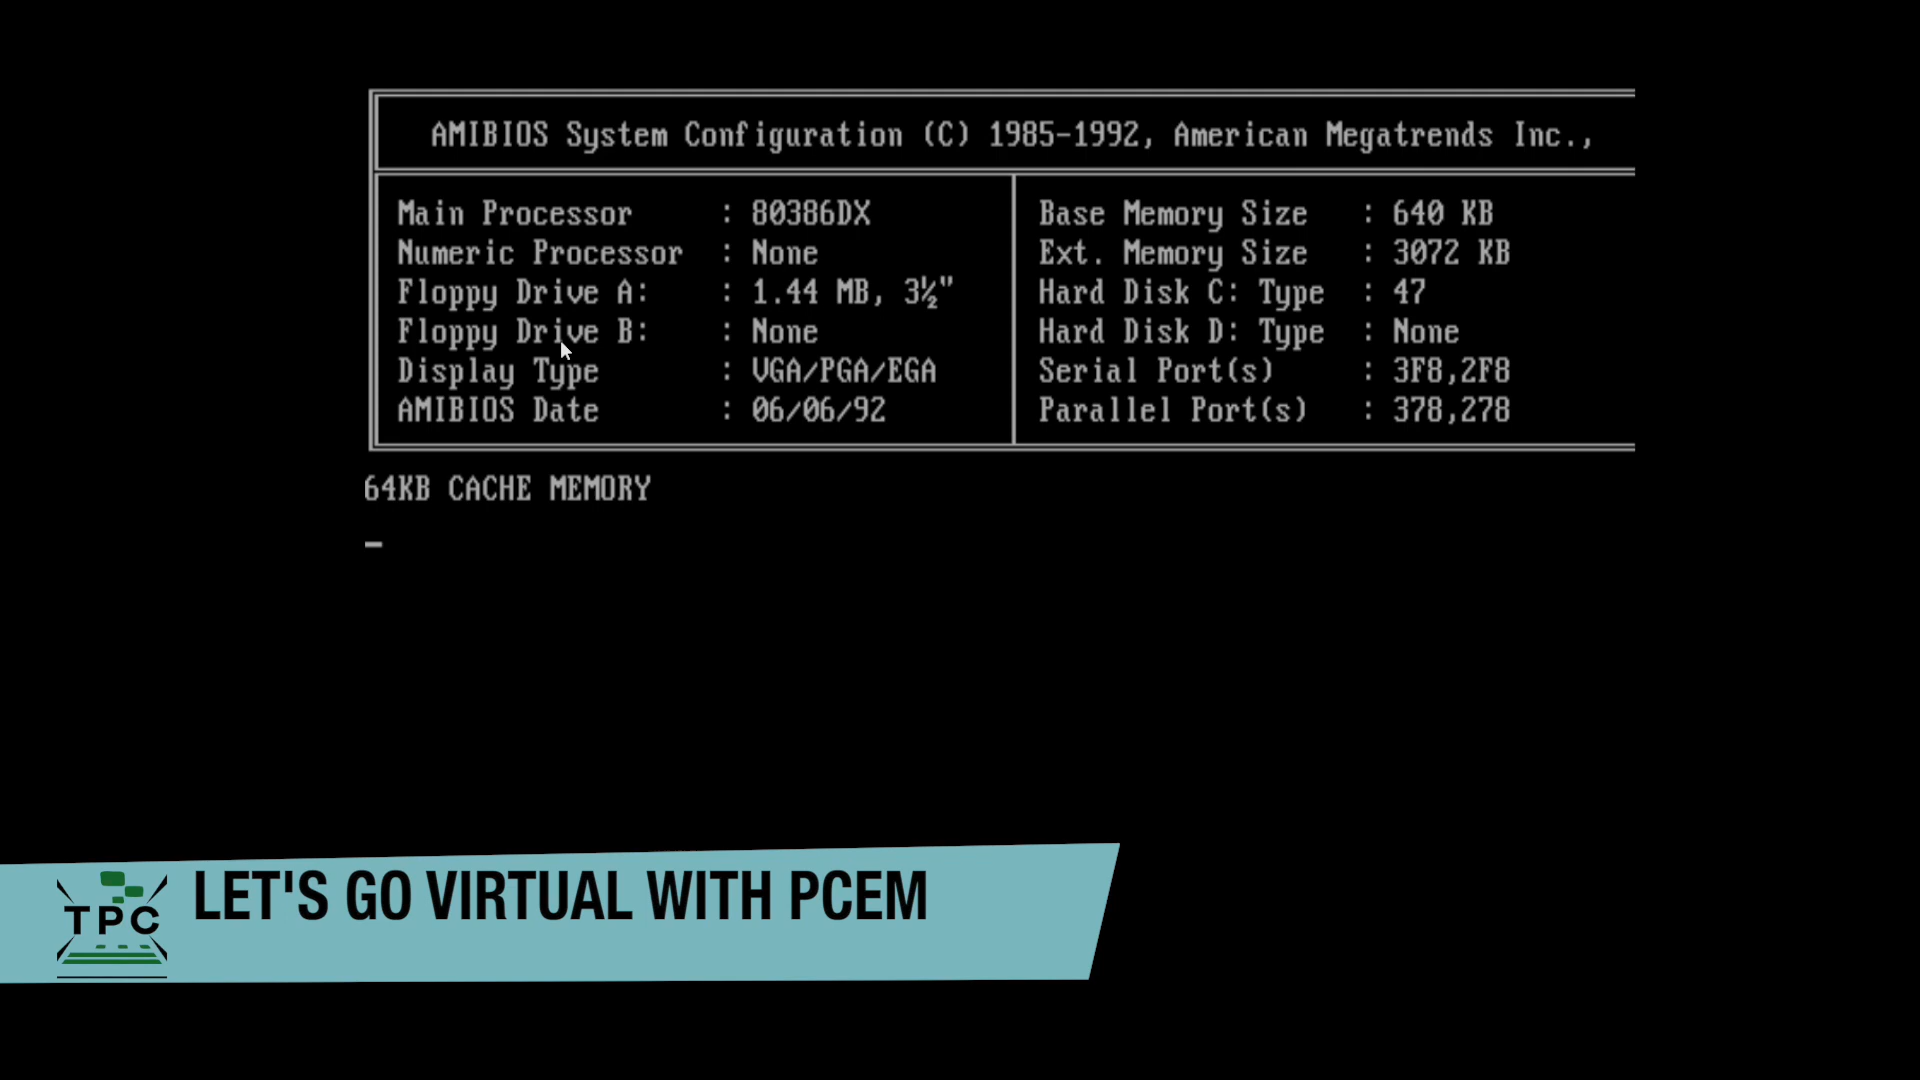 AMIBIOS System Configuration (C) 1985-1992, American Megatrends Inc.,
Main Processor : 80386DX
Numeric Processor : None
Floppy Drive A: : 1.44 MB, 3½"
Floppy Drive B: : None
Display Type : VGA/PGA/EGA
AMIBIOS Date : 06/06/92
Base Memory Size : 640 KB
Ext. Memory Size : 3072 KB
Hard Disk C: Type : 47
Hard Disk D: Type : None
Serial Port(s) : 3F8,2F8
Parallel Port(s) : 378,278
64KB CACHE MEMORY
_
TPC
LET'S GO VIRTUAL WITH PCEM